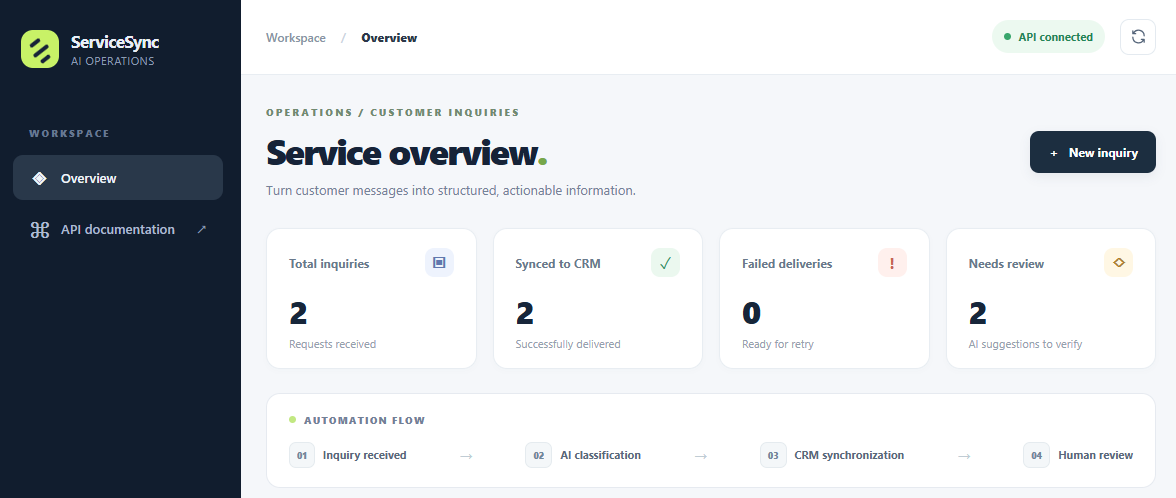 ServiceSync
AI OPERATIONS
WORKSPACE
Overview
API documentation ↗
Workspace / Overview
API connected
OPERATIONS / CUSTOMER INQUIRIES
Service overview.
Turn customer messages into structured, actionable information.
+ New inquiry
Total inquiries
2
Requests received
Synced to CRM
✓
2
Successfully delivered
Failed deliveries
!
0
Ready for retry
Needs review
2
AI suggestions to verify
AUTOMATION FLOW
01 Inquiry received → 02 AI classification → 03 CRM synchronization → 04 Human review